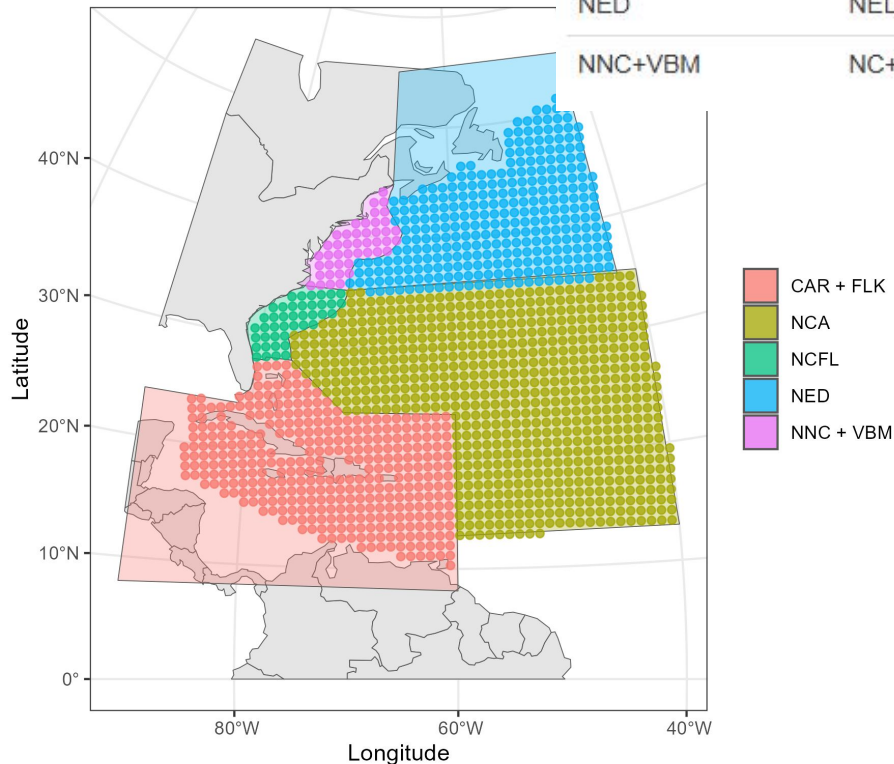 NED
NNC+VBM
40°N
30°N
20°N
10°N
0°
Latitude
80°W
60°W
40°W
Longitude
CAR + FLK
NCA
NCFL
NED
NNC + VBM